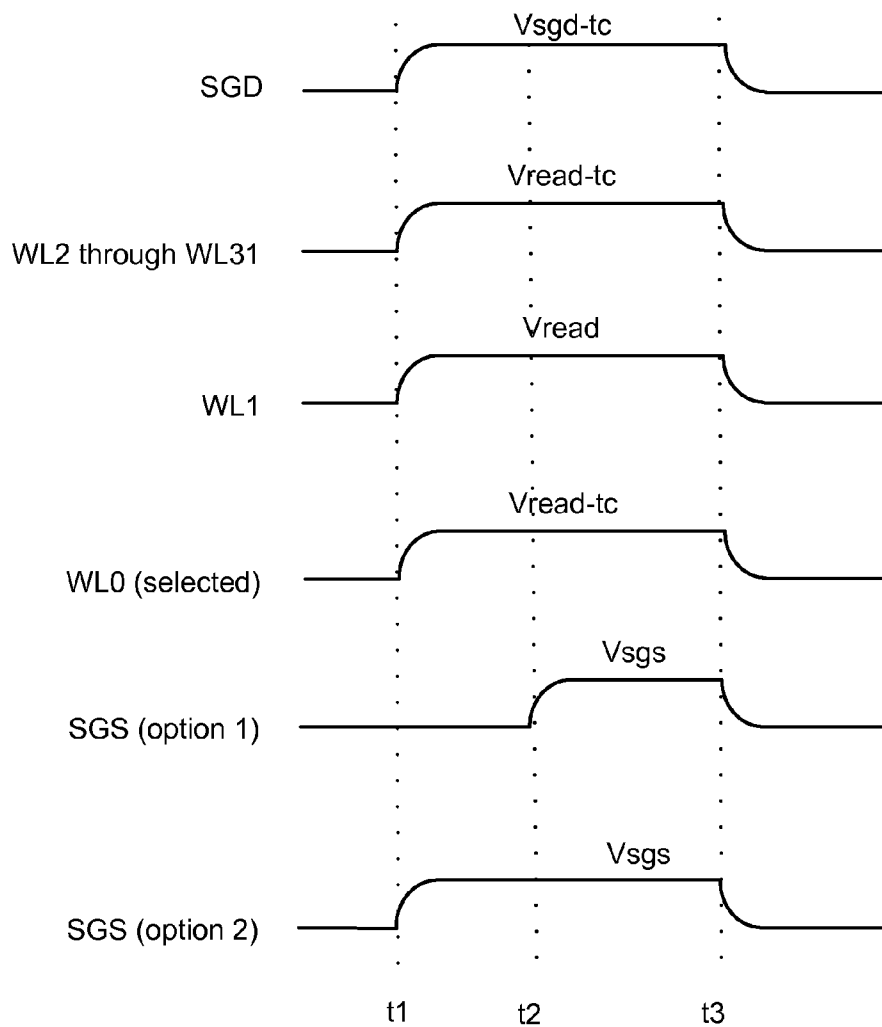 Vsgd-tc
SGD
Vread-tc
WL2 through WL31
Vread
WL1
Vread-tc
WL0 (selected)
Vsgs
SGS (option 1)
Vsgs
SGS (option 2)
t1 t2 t3